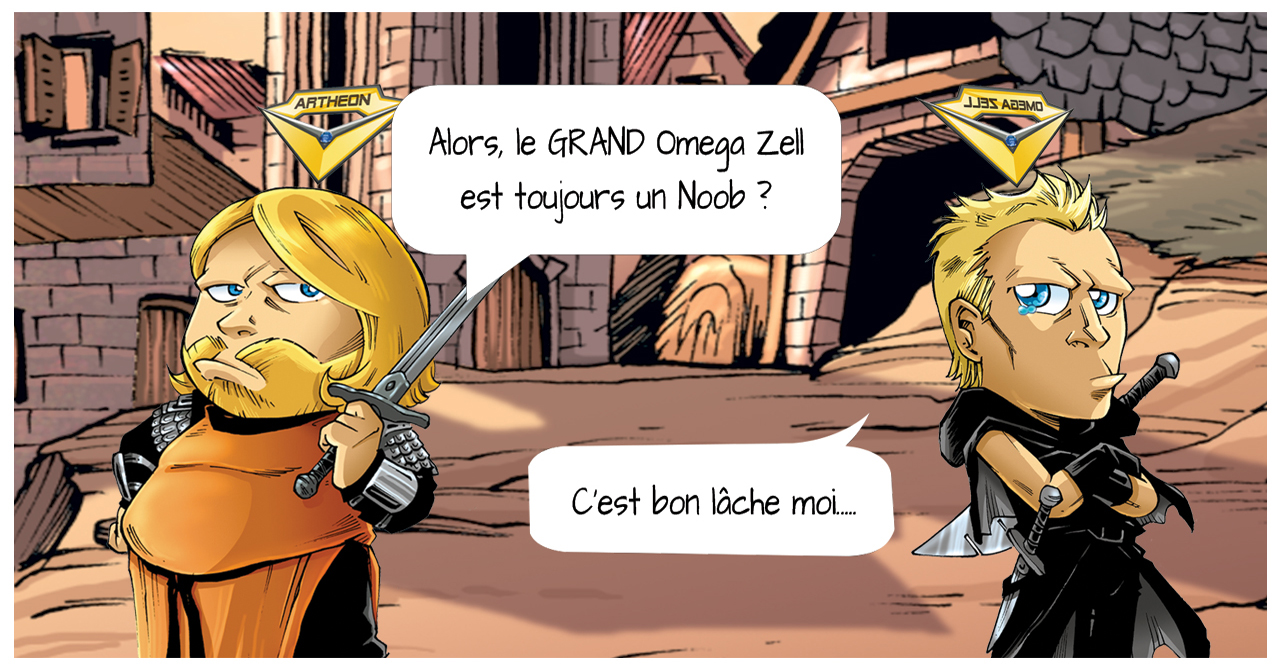 ARTHEON
OMEGA ZELL
Alors, le GRAND Omega Zell
est toujours un Noob ?
C'est bon lâche moi.....